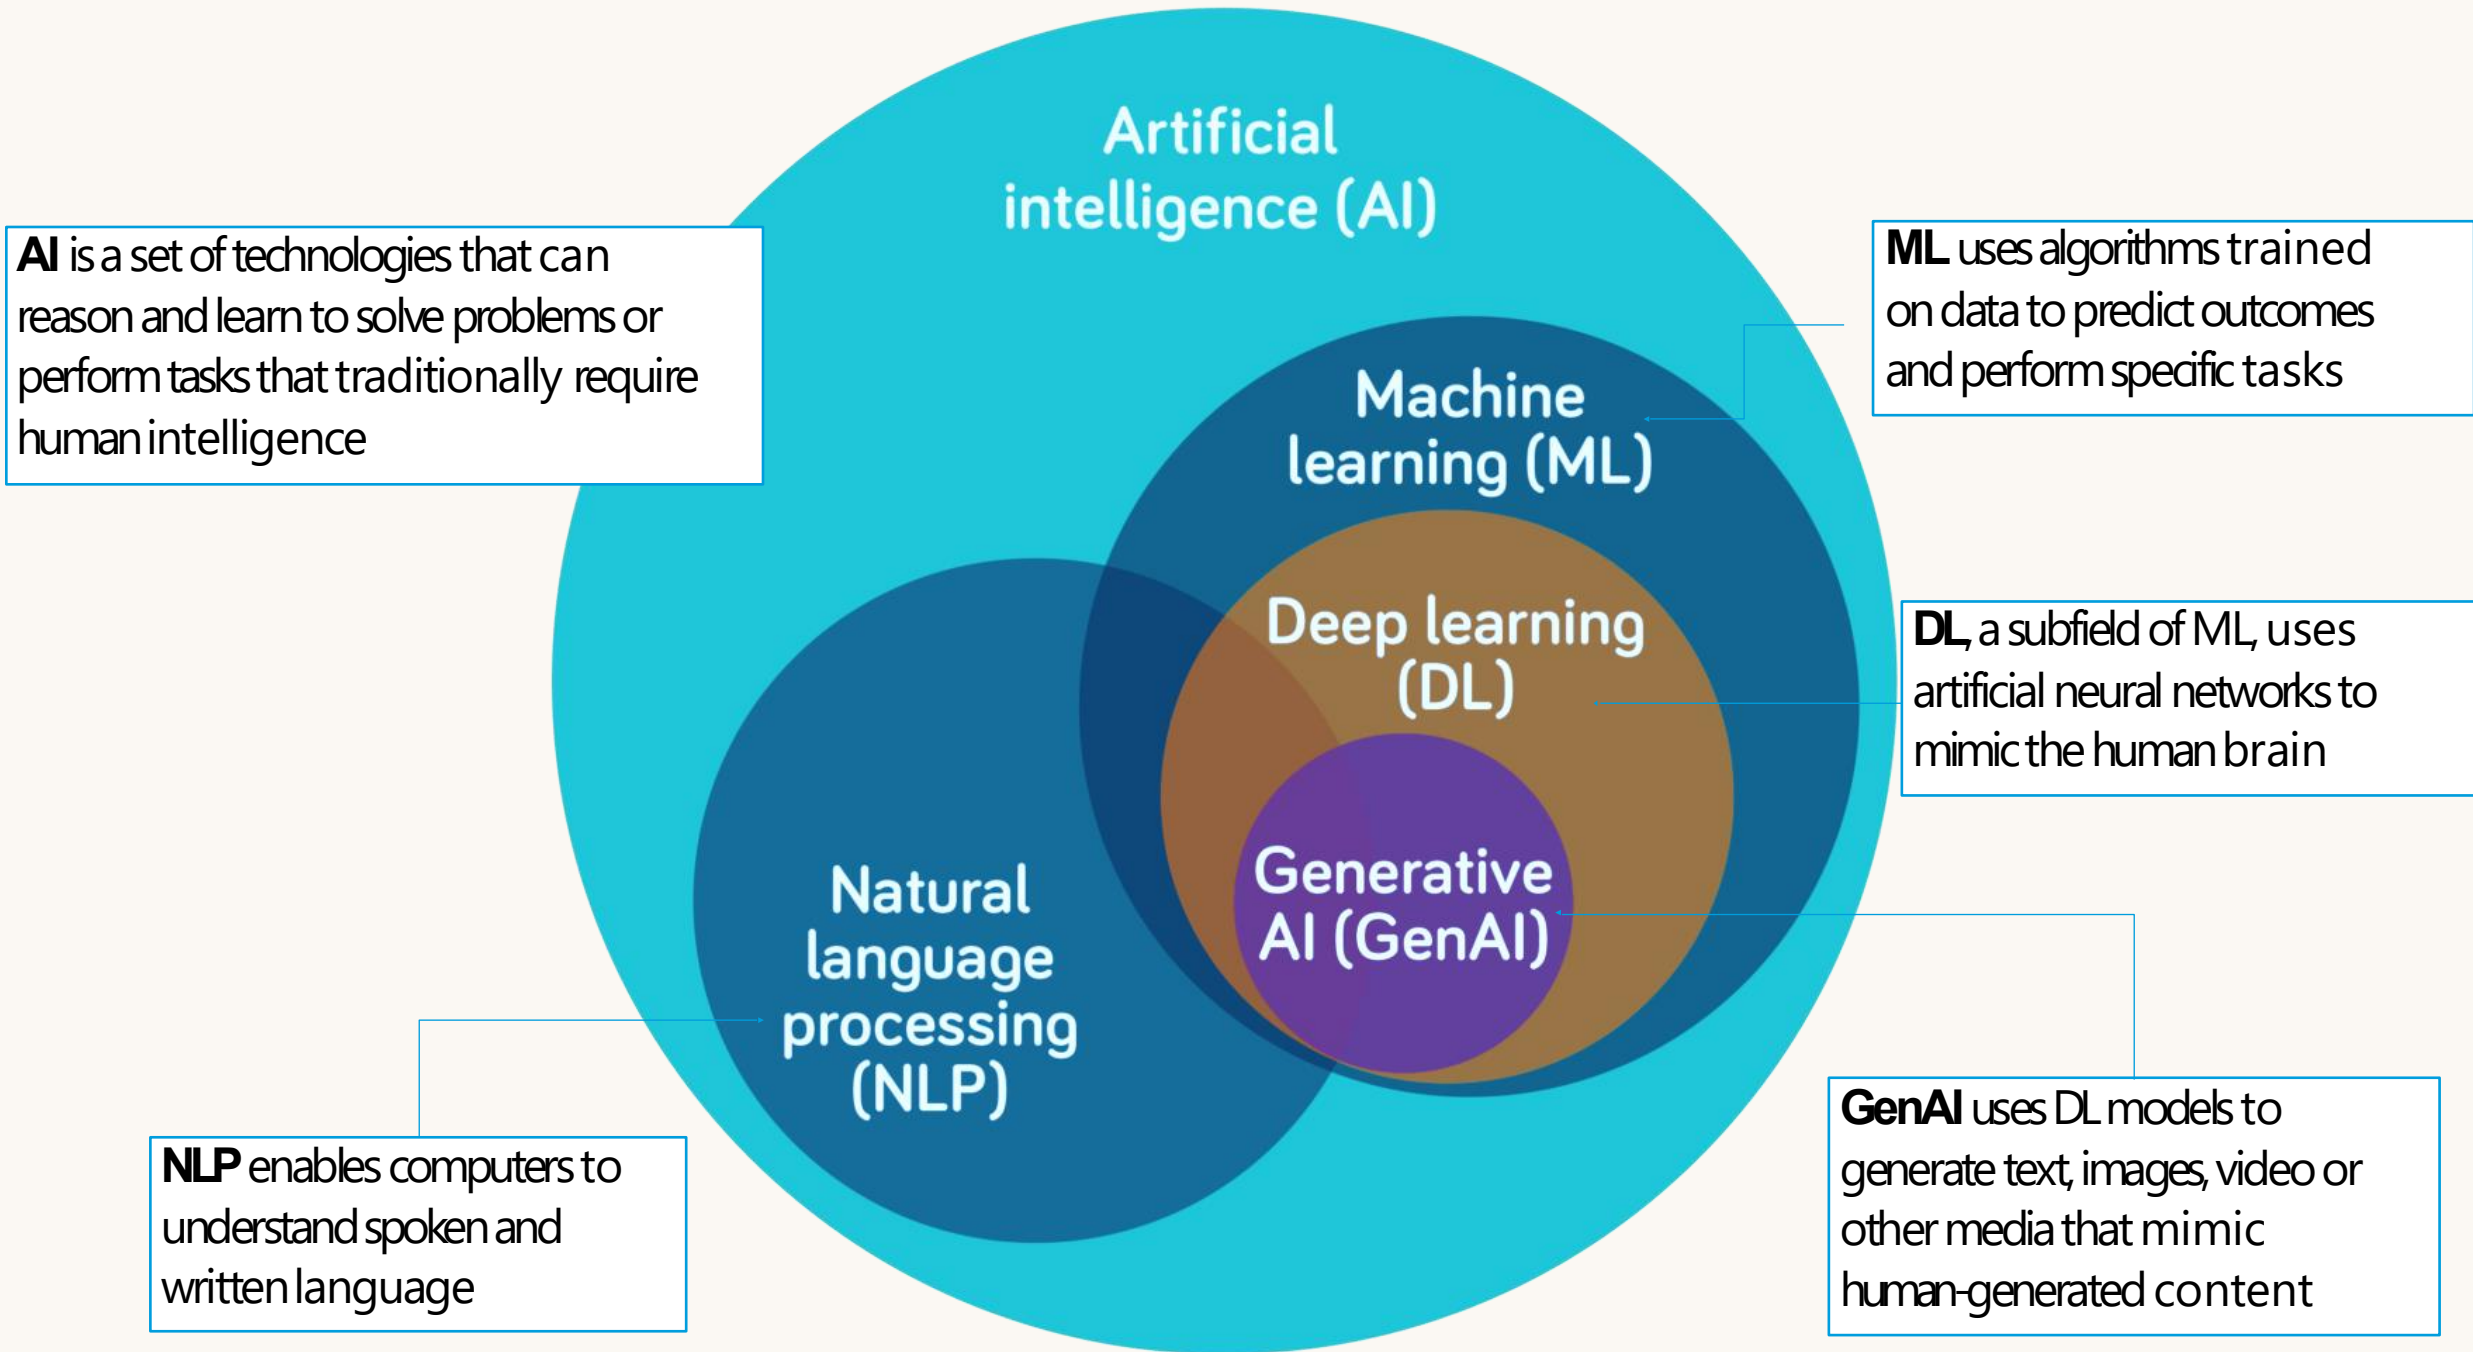 Artificial
intelligence (AI)
AI is a set of technologies that can
reason and learn to solve problems or
perform tasks that traditionally require
human intelligence
ML uses algorithms trained
on data to predict outcomes
and perform specific tasks
Machine
learning (ML)
Deep learning
(DL)
DL, a subfield of ML, uses
artificial neural networks to
mimic the human brain
Generative
AI (GenAI)
Natural
language
processing
(NLP)
NLP enables computers to
understand spoken and
written language
GenAI uses DL models to
generate text, images, video or
other media that mimic
human-generated content